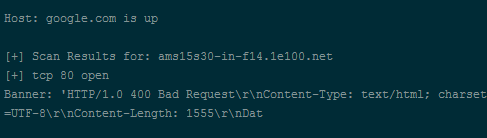 Host: google.com is up
[+] Scan Results for: ams15s30-in-f14.1e100.net
[+] tcp 80 open
Banner: 'HTTP/1.0 400 Bad Request\r\nContent-Type: text/html; charset
=UTF-8\r\nContent-Length: 1555\r\nDat